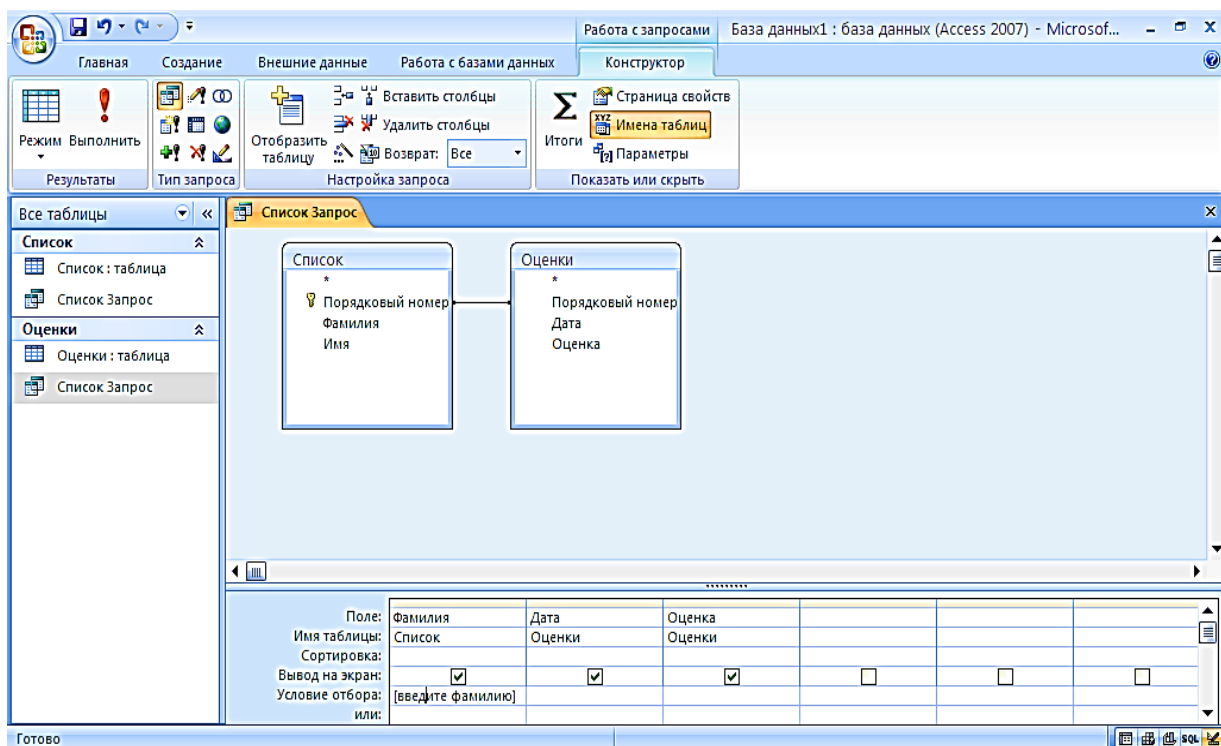 Работа с запросами
База данных1 : база данных (Access 2007) - Microsof...
Главная Создание Внешние данные Работа с базами данных Конструктор
Режим
Выполнить
Результаты
Тип запроса
Отобразить таблицу
Вставить столбцы
Удалить столбцы
Возврат: Все
Настройка запроса
Итоги
Страница свойств
Имена таблиц
Параметры
Показать или скрыть
Все таблицы
Список
Список : таблица
Список Запрос
Оценки
Оценки : таблица
Список Запрос
Список Запрос
Список
*
Порядковый номер
Фамилия
Имя
Оценки
*
Порядковый номер
Дата
Оценка
Поле: Фамилия Дата Оценка
Имя таблицы: Список Оценки Оценки
Сортировка:
Вывод на экран:
Условие отбора: [введите фамилию]
или:
Готово
SQL